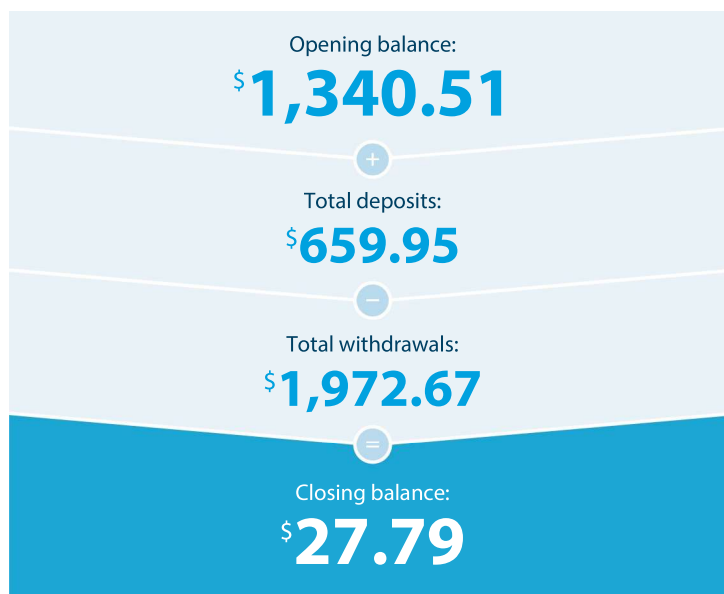 Opening balance:
$1,340.51
+
Total deposits:
$659.95
−
Total withdrawals:
$1,972.67
=
Closing balance:
$27.79